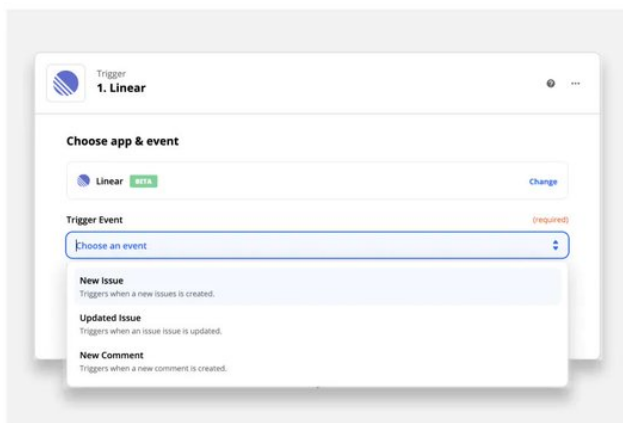 Trigger
1. Linear
Choose app & event
Linear BETA
Change
Trigger Event
(required)
Choose an event
New Issue
Triggers when a new issues is created.
Updated Issue
Triggers when an issue issue is updated.
New Comment
Triggers when a new comment is created.